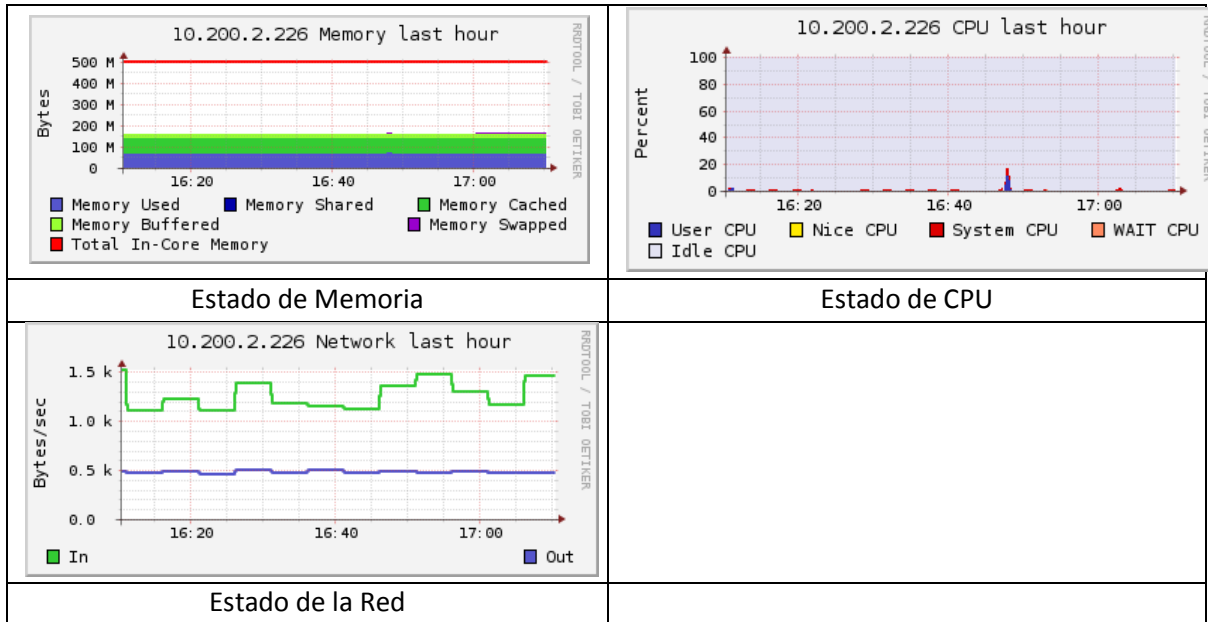 10.200.2.226 Memory last hour
RRDTOOL / TOBI OETIKER
Bytes
500 M
400 M
300 M
200 M
100 M
0
16:20 16:40 17:00
Memory Used Memory Shared Memory Cached
Memory Buffered Memory Swapped
Total In-Core Memory
10.200.2.226 CPU last hour
RRDTOOL / TOBI OETIKER
Percent
100
80
60
40
20
0
16:20 16:40 17:00
User CPU Nice CPU System CPU WAIT CPU
Idle CPU
Estado de Memoria
Estado de CPU
10.200.2.226 Network last hour
RRDTOOL / TOBI OETIKER
Bytes/sec
1.5 k
1.0 k
0.5 k
0.0
16:20 16:40 17:00
In Out
Estado de la Red